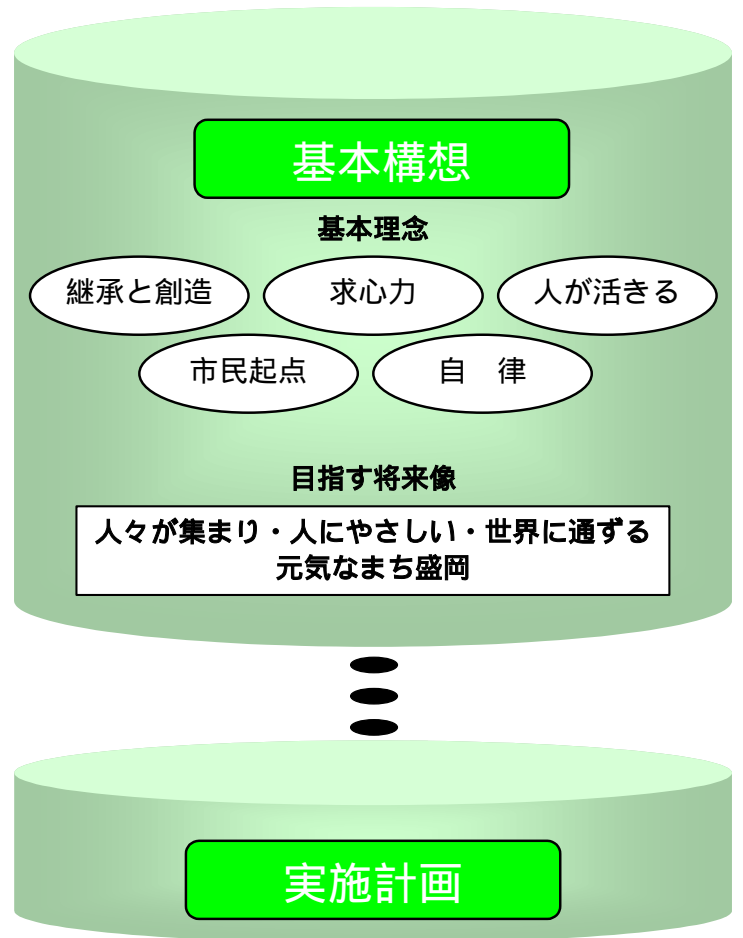 基本構想
基本理念
継承と創造
求心力
人が活きる
市民起点
自　律
目指す将来像
人々が集まり・人にやさしい・世界に通ずる
元気なまち盛岡
実施計画